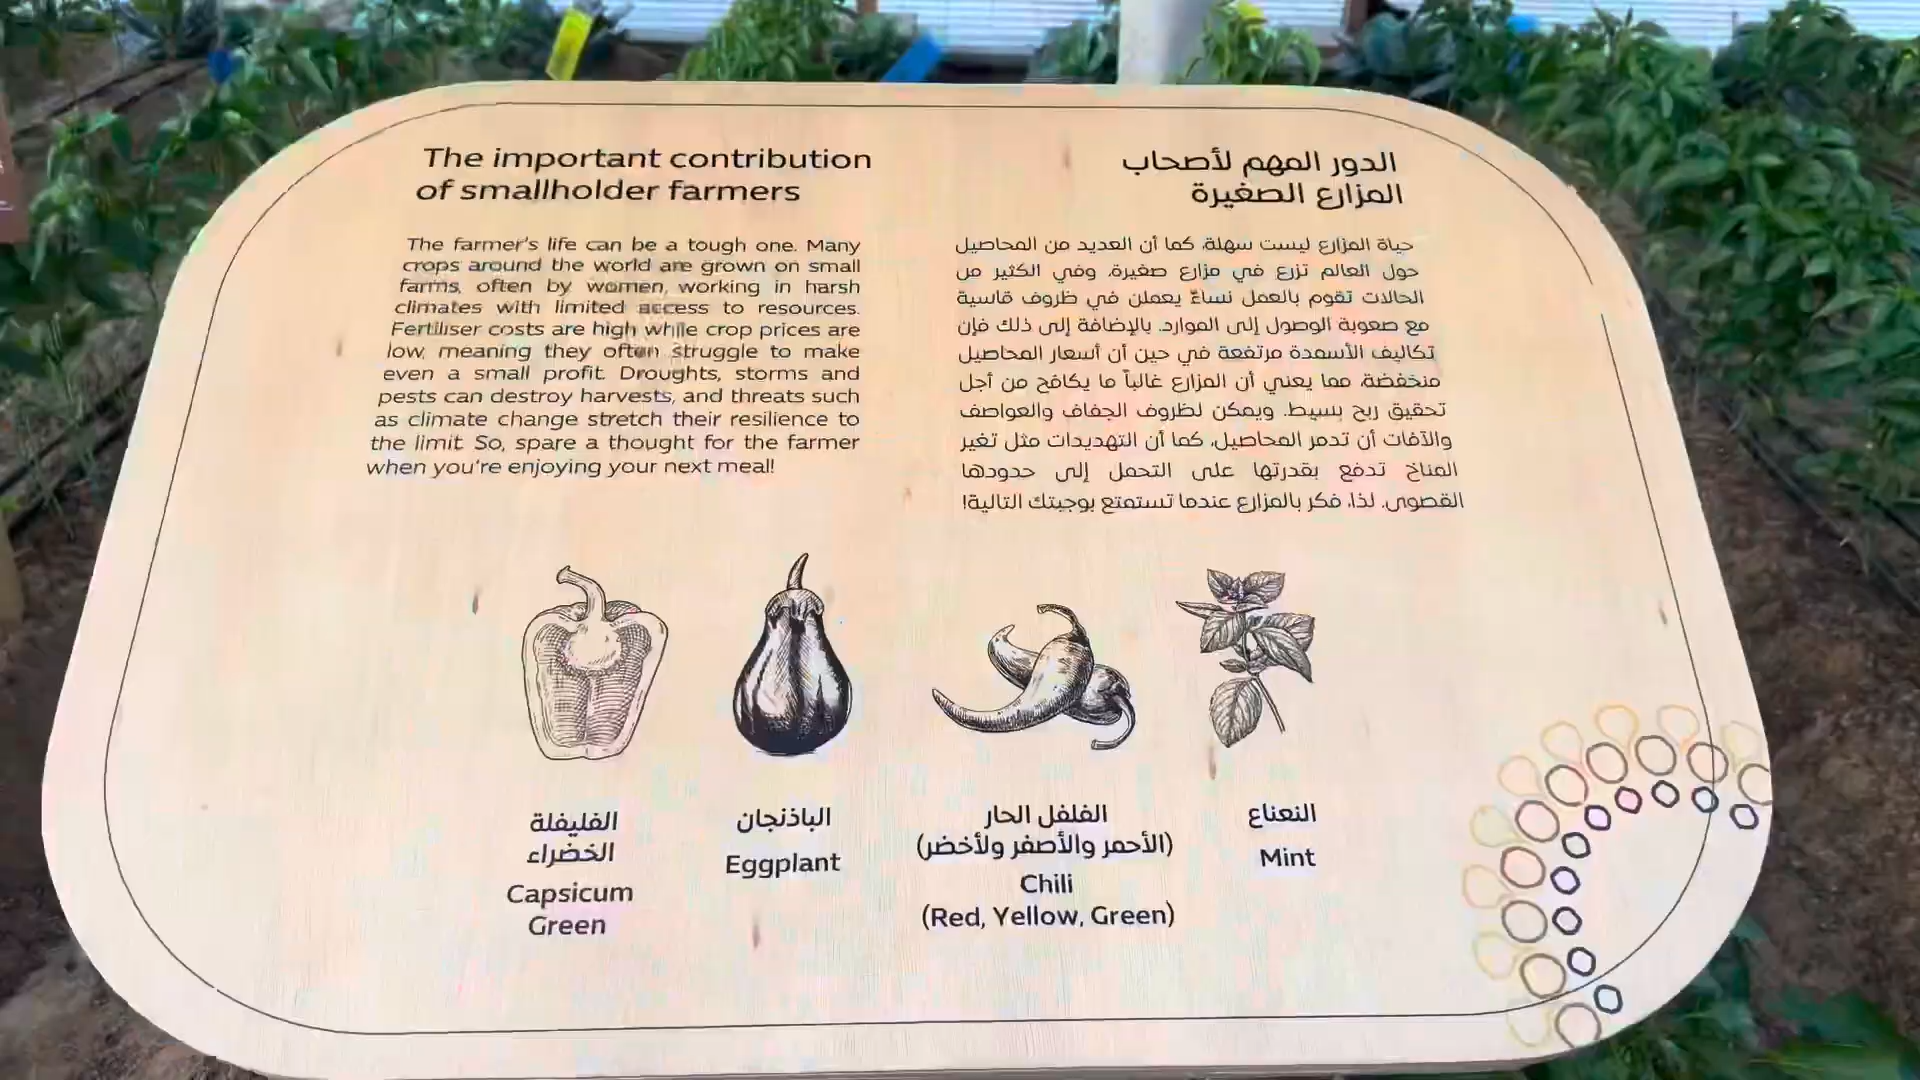 The important contribution
of smallholder farmers
The farmer's life can be a tough one. Many
crops around the world are grown on small
farms, often by women, working in harsh
climates with limited access to resources.
Fertiliser costs are high while crop prices are
low, meaning they often struggle to make
even a small profit. Droughts, storms and
pests can destroy harvests, and threats such
as climate change stretch their resilience to
the limit. So, spare a thought for the farmer
when you're enjoying your next meal!
الدور المهم لأصحاب
المزارع الصغيرة
حياة المزارع ليست سهلة، كما أن العديد من المحاصيل
حول العالم تزرع في مزارع صغيرة، وفي الكثير من
الحالات تقوم بالعمل نساءً يعملن في ظروف قاسية
مع صعوبة الوصول إلى الموارد. بالإضافة إلى ذلك فإن
تكاليف الأسمدة مرتفعة في حين أن أسعار المحاصيل
منخفضة، مما يعني أن المزارع غالباً ما يكافح من أجل
تحقيق ربح بسيط. ويمكن لظروف الجفاف والعواصف
والآفات أن تدمر المحاصيل، كما أن التهديدات مثل تغير
المناخ تدفع بقدرتها على التحمل إلى حدودها
القصوى. لذا، فكر بالمزارع عندما تستمتع بوجبتك التالية!
الفليفلة
الخضراء
Capsicum
Green
الباذنجان
Eggplant
الفلفل الحار
(الأحمر والأصفر ولأخضر)
Chili
(Red, Yellow, Green)
النعناع
Mint